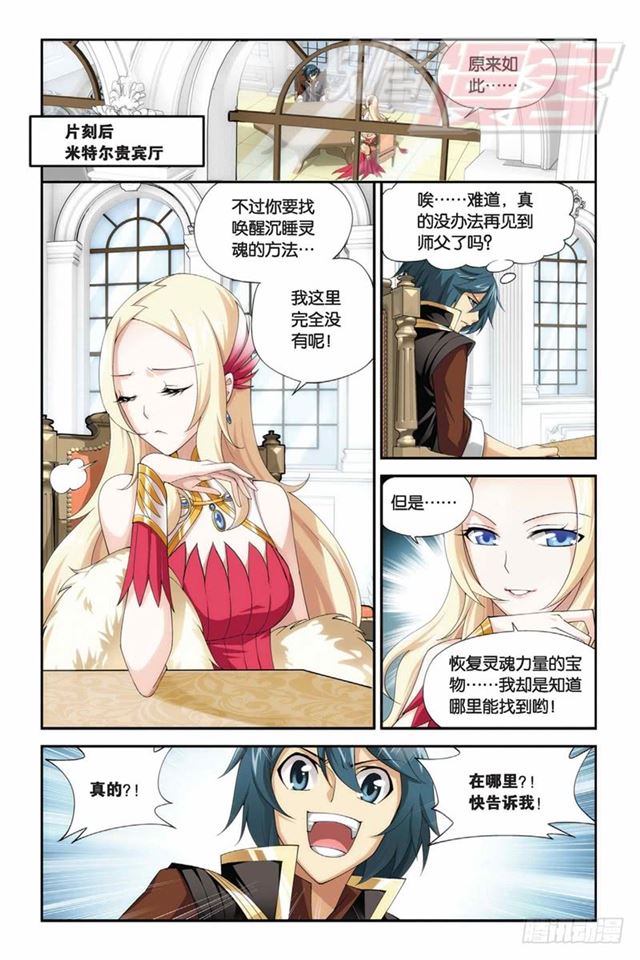 原来如
此……
片刻后
米特尔贵宾厅
不过你要找
唤醒沉睡灵
魂的方法…
我这里
完全没
有呢！
唉……难道，真
的没办法再见到
师父了吗？
但是……
恢复灵魂力量的宝
物……我却是知道
哪里能找到哟！
真的？！
在哪里？！
快告诉我！
腾讯动漫